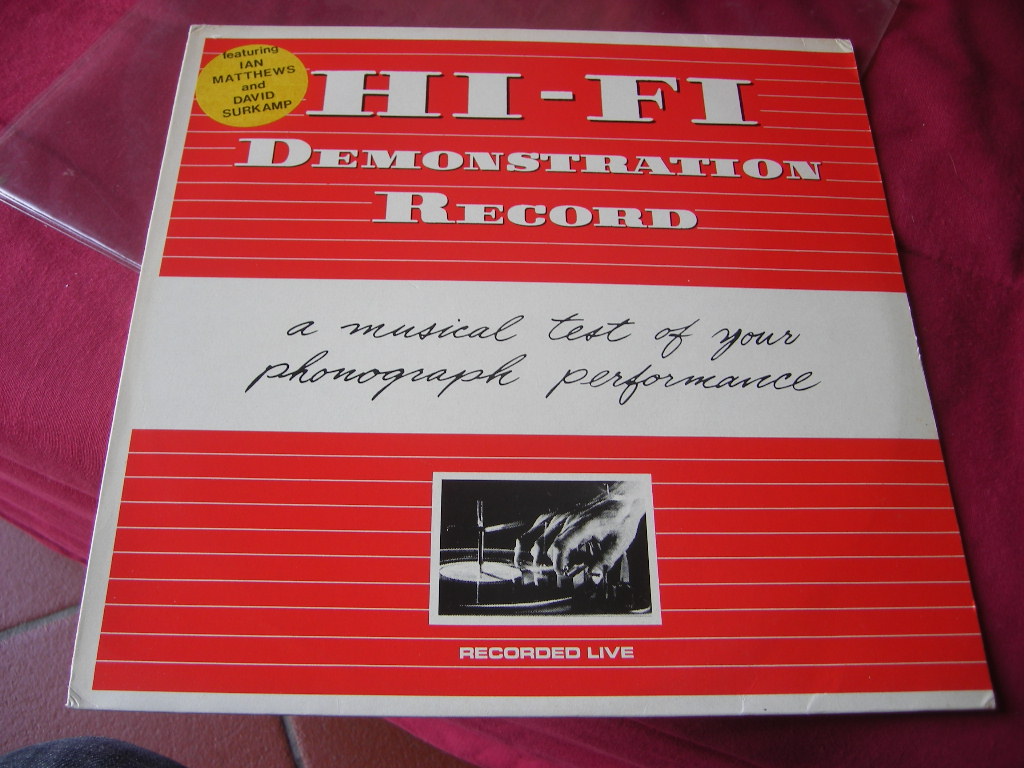 featuring
IAN
MATTHEWS
and
DAVID
SURKAMP
HI-FI
DEMONSTRATION
RECORD
a musical test of your
phonograph performance
RECORDED LIVE